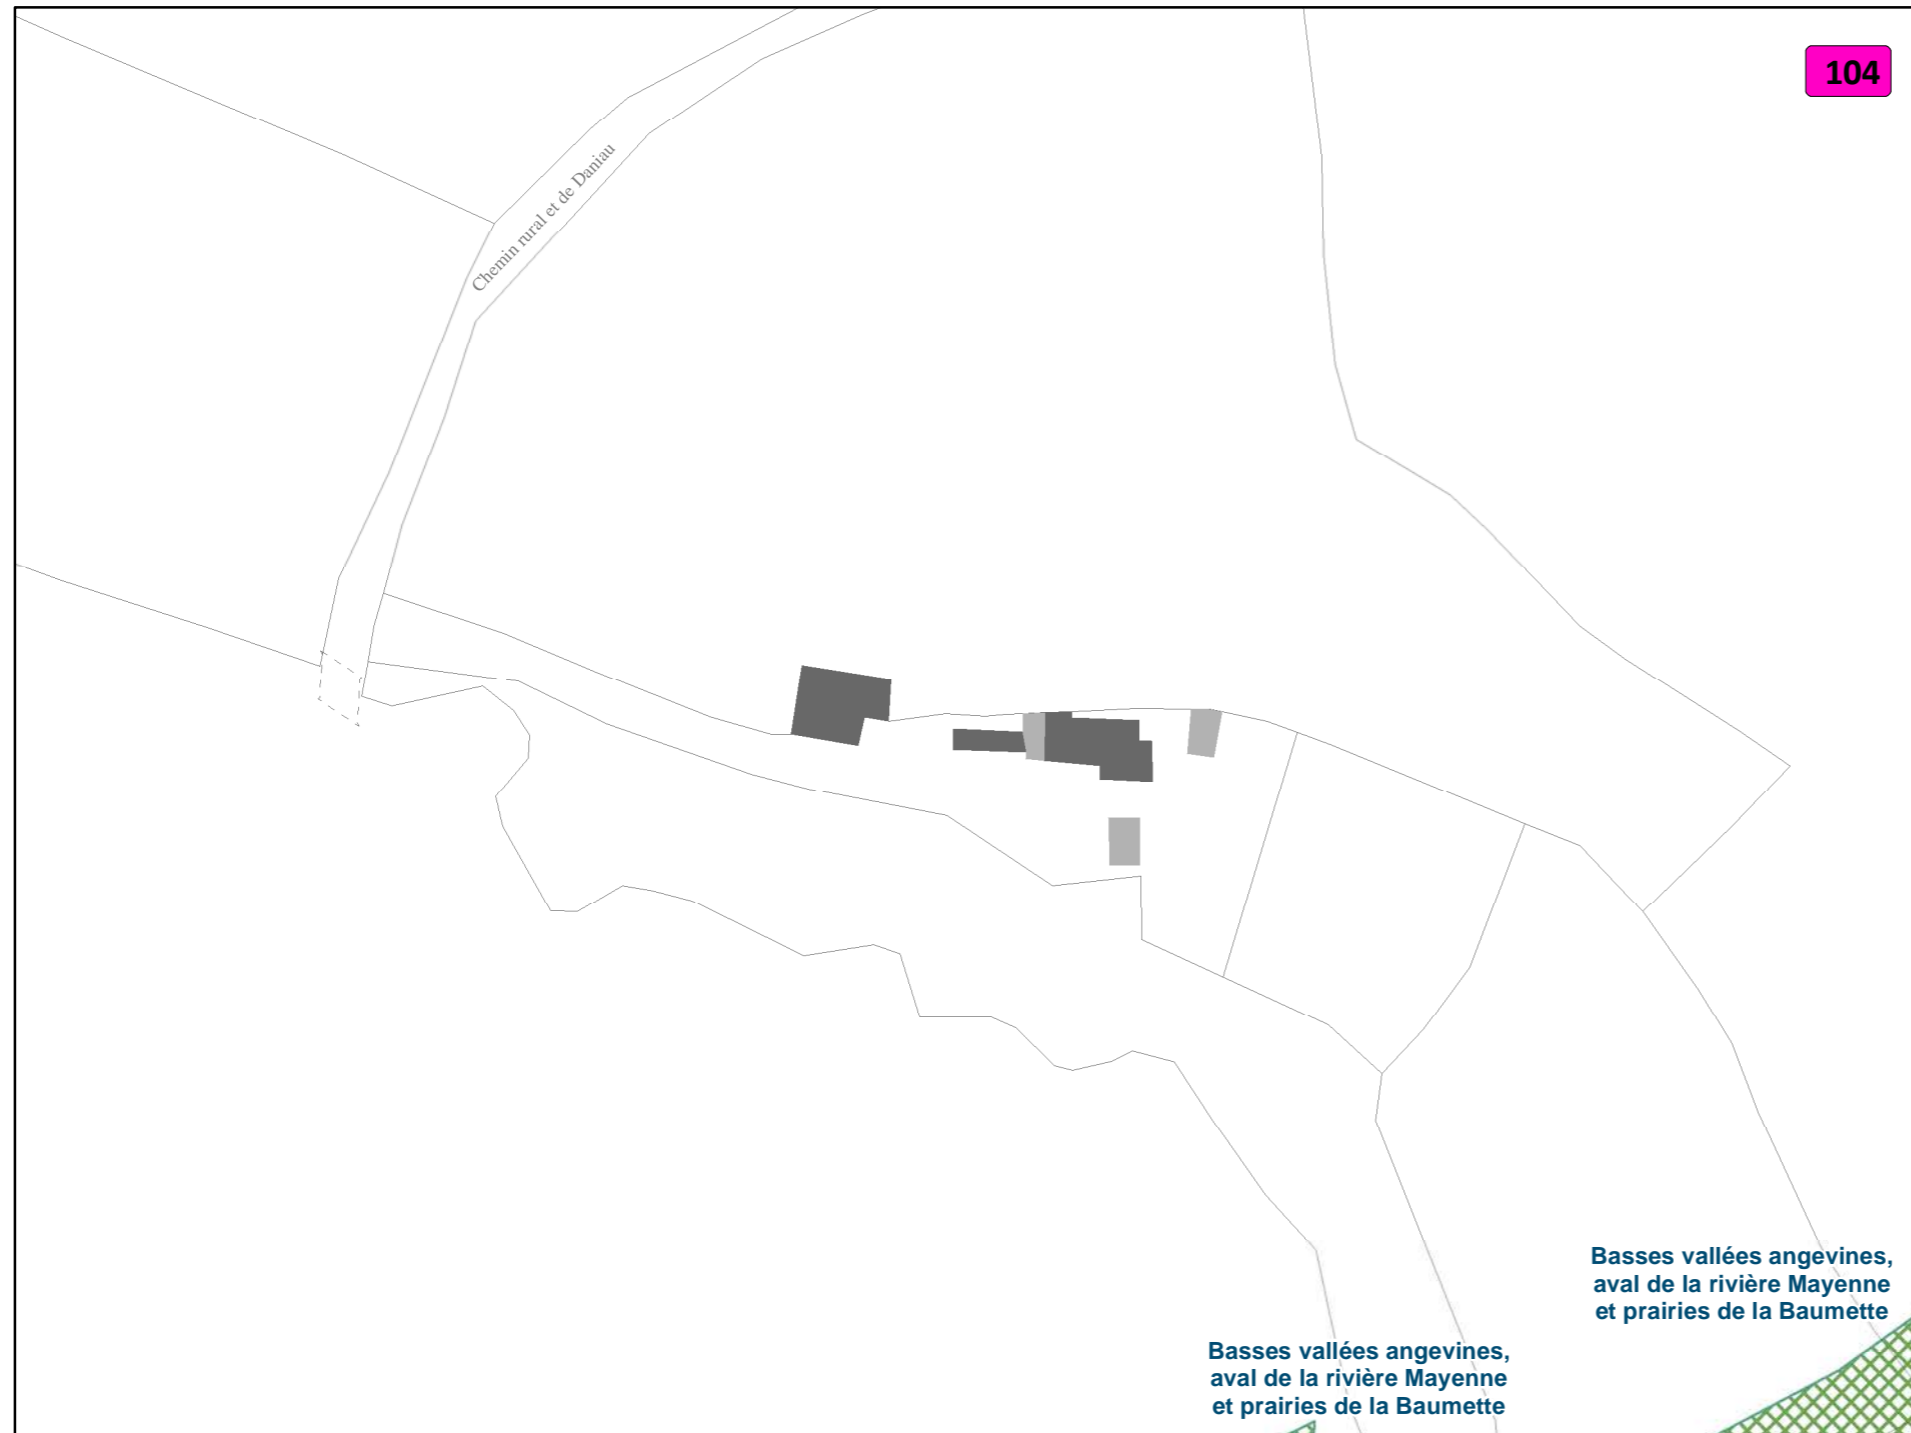 104
Chemin rural et de Daniau
Basses vallées angevines,
aval de la rivière Mayenne
et prairies de la Baumette
Basses vallées angevines,
aval de la rivière Mayenne
et prairies de la Baumette